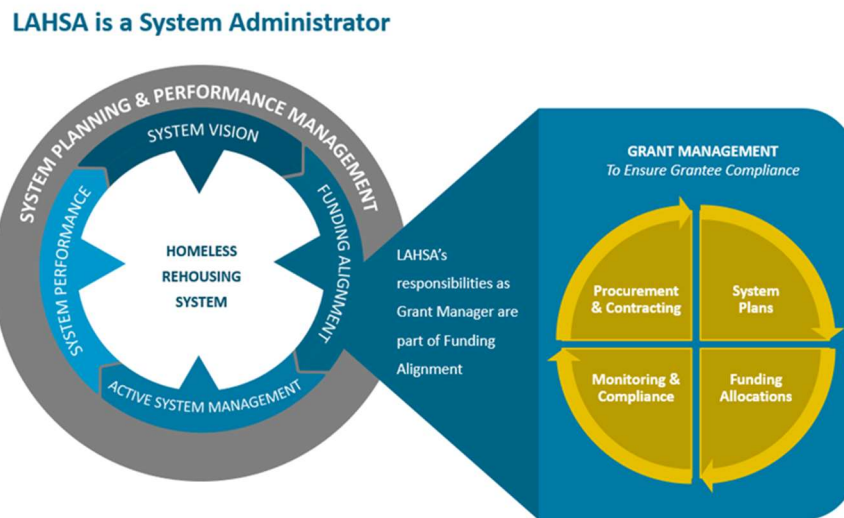 LAHSA is a System Administrator
SYSTEM PLANNING & PERFORMANCE MANAGEMENT
SYSTEM VISION
FUNDING ALIGNMENT
ACTIVE SYSTEM MANAGEMENT
SYSTEM PERFORMANCE
HOMELESS
REHOUSING
SYSTEM
LAHSA's
responsibilities as
Grant Manager are
part of Funding
Alignment
GRANT MANAGEMENT
To Ensure Grantee Compliance
Procurement
& Contracting
System
Plans
Monitoring &
Compliance
Funding
Allocations